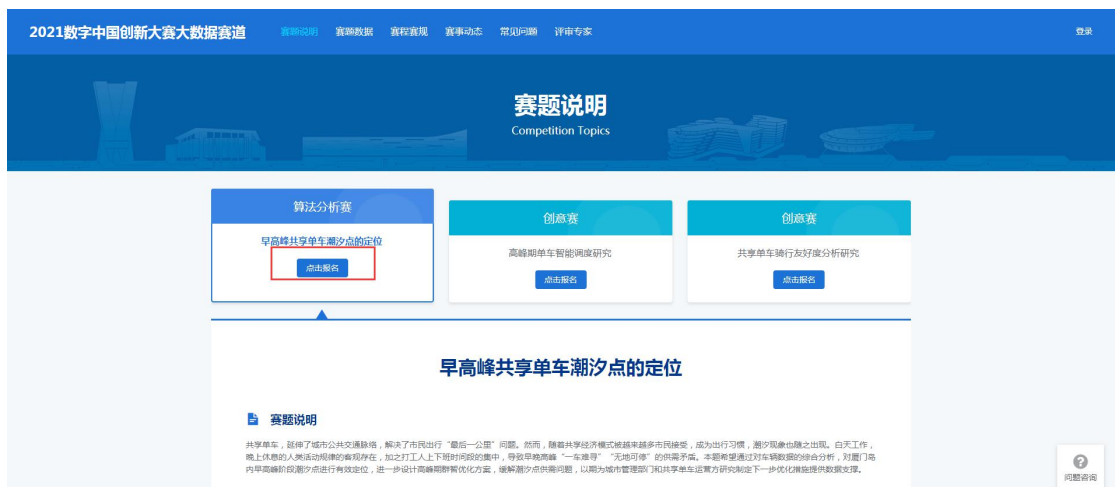 2021数字中国创新大赛大数据赛道 赛题说明 赛题数据 赛程赛规 赛事动态 常见问题 评审专家 登录
赛题说明
Competition Topics
算法分析赛
早高峰共享单车潮汐点的定位
点击报名
创意赛
高峰期单车智能调度研究
点击报名
创意赛
共享单车骑行友好度分析研究
点击报名
早高峰共享单车潮汐点的定位
赛题说明
共享单车，延伸了城市公共交通脉络，解决了市民出行“最后一公里”问题。然而，随着共享经济模式被越来越多市民接受，成为出行习惯，潮汐现象也随之出现。白天工作，
晚上休息的人类活动规律的客观存在，加之打工人上下班时间段的集中，导致早晚高峰“一车难寻”“无地可停”的供需矛盾。本题希望通过对车辆数据的综合分析，对厦门岛
内早高峰阶段潮汐点进行有效定位，进一步设计高峰期群智优化方案，缓解潮汐点供需问题，以期为城市管理部门和共享单车运营方研究制定下一步优化措施提供数据支撑。
问题咨询